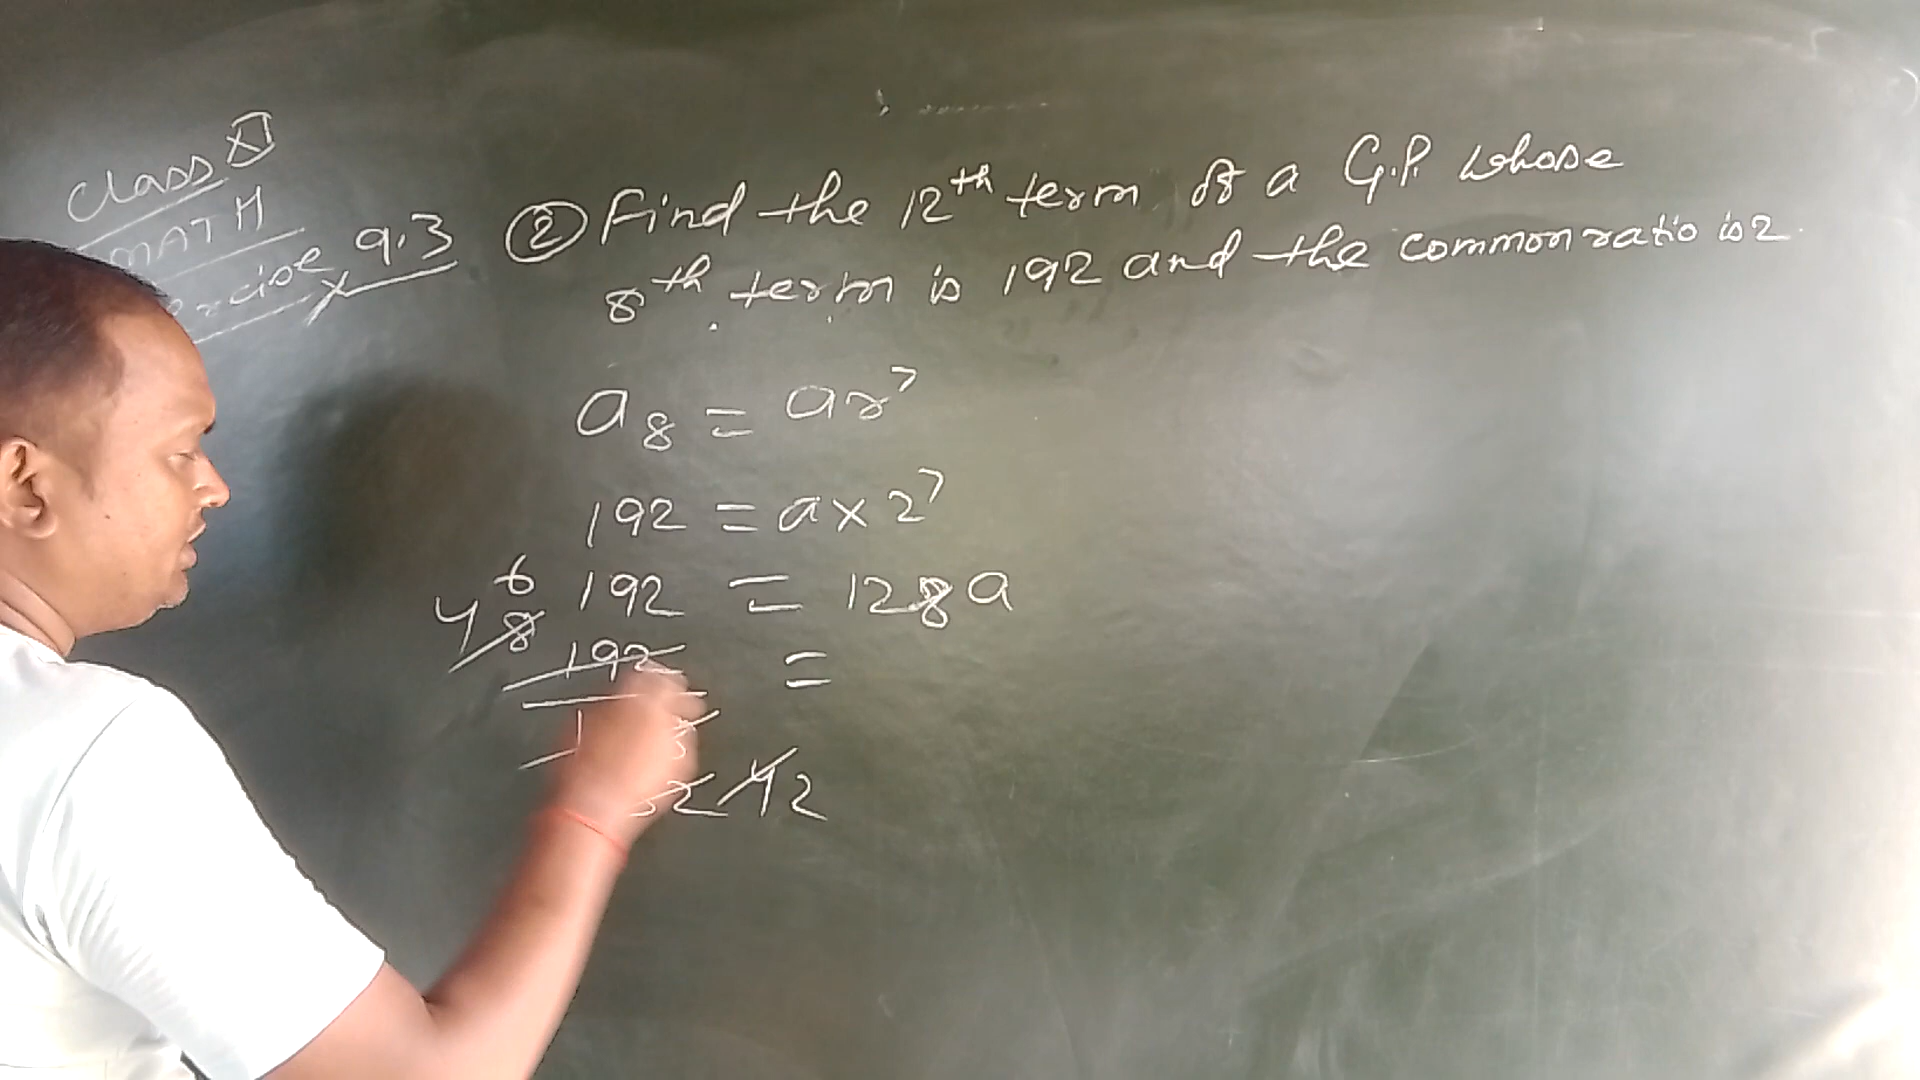 Class XI
MATH
9.3
② Find the 12th term of a G.P. whose
8th term is 192 and the common ratio is 2.
a₈ = ar⁷
192 = a × 2⁷
192 = 128a
192 =